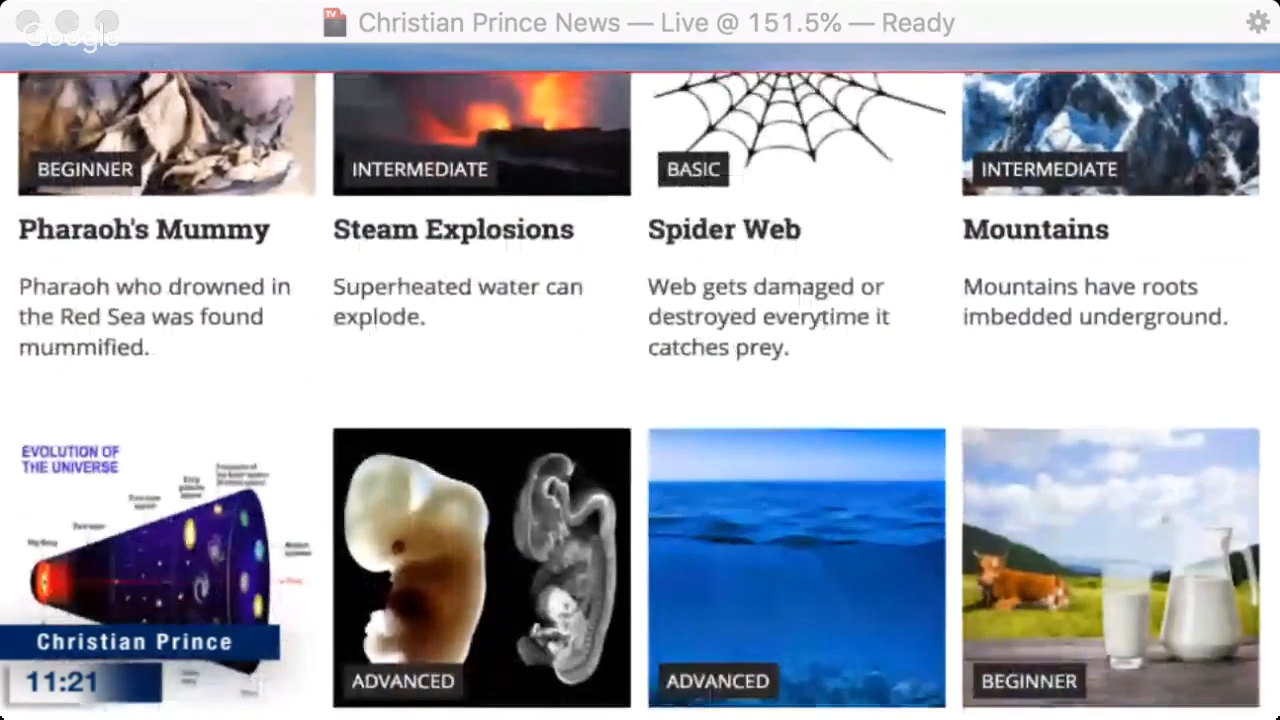 Google
TV
Christian Prince News — Live @ 151.5% — Ready
BEGINNER
INTERMEDIATE
BASIC
INTERMEDIATE
Pharaoh's Mummy
Pharaoh who drowned in
the Red Sea was found
mummified.
Steam Explosions
Superheated water can
explode.
Spider Web
Web gets damaged or
destroyed everytime it
catches prey.
Mountains
Mountains have roots
imbedded underground.
EVOLUTION OF
THE UNIVERSE
Christian Prince
11:21
ADVANCED
ADVANCED
BEGINNER